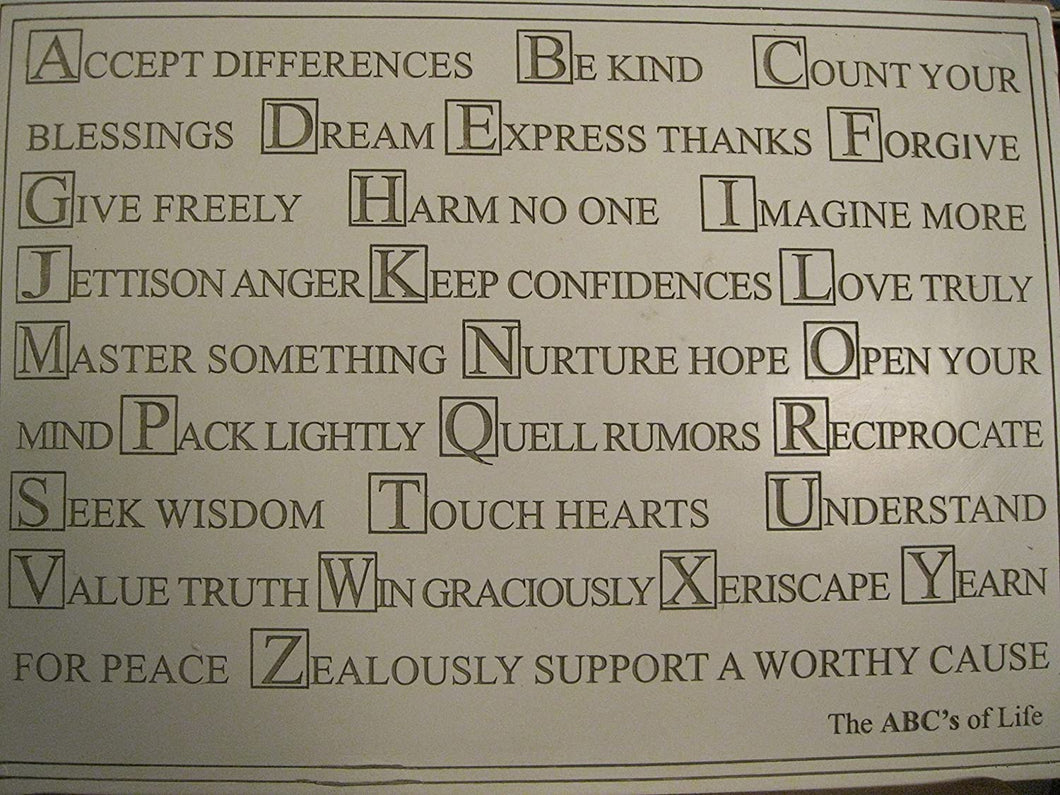 ACCEPT DIFFERENCES BE KIND COUNT YOUR
BLESSINGS DREAM EXPRESS THANKS FORGIVE
GIVE FREELY HARM NO ONE IMAGINE MORE
JETTISON ANGER KEEP CONFIDENCES LOVE TRULY
MASTER SOMETHING NURTURE HOPE OPEN YOUR
MIND PACK LIGHTLY QUELL RUMORS RECIPROCATE
SEEK WISDOM TOUCH HEARTS UNDERSTAND
VALUE TRUTH WIN GRACIOUSLY XERISCAPE YEARN
FOR PEACE ZEALOUSLY SUPPORT A WORTHY CAUSE
The ABC's of Life